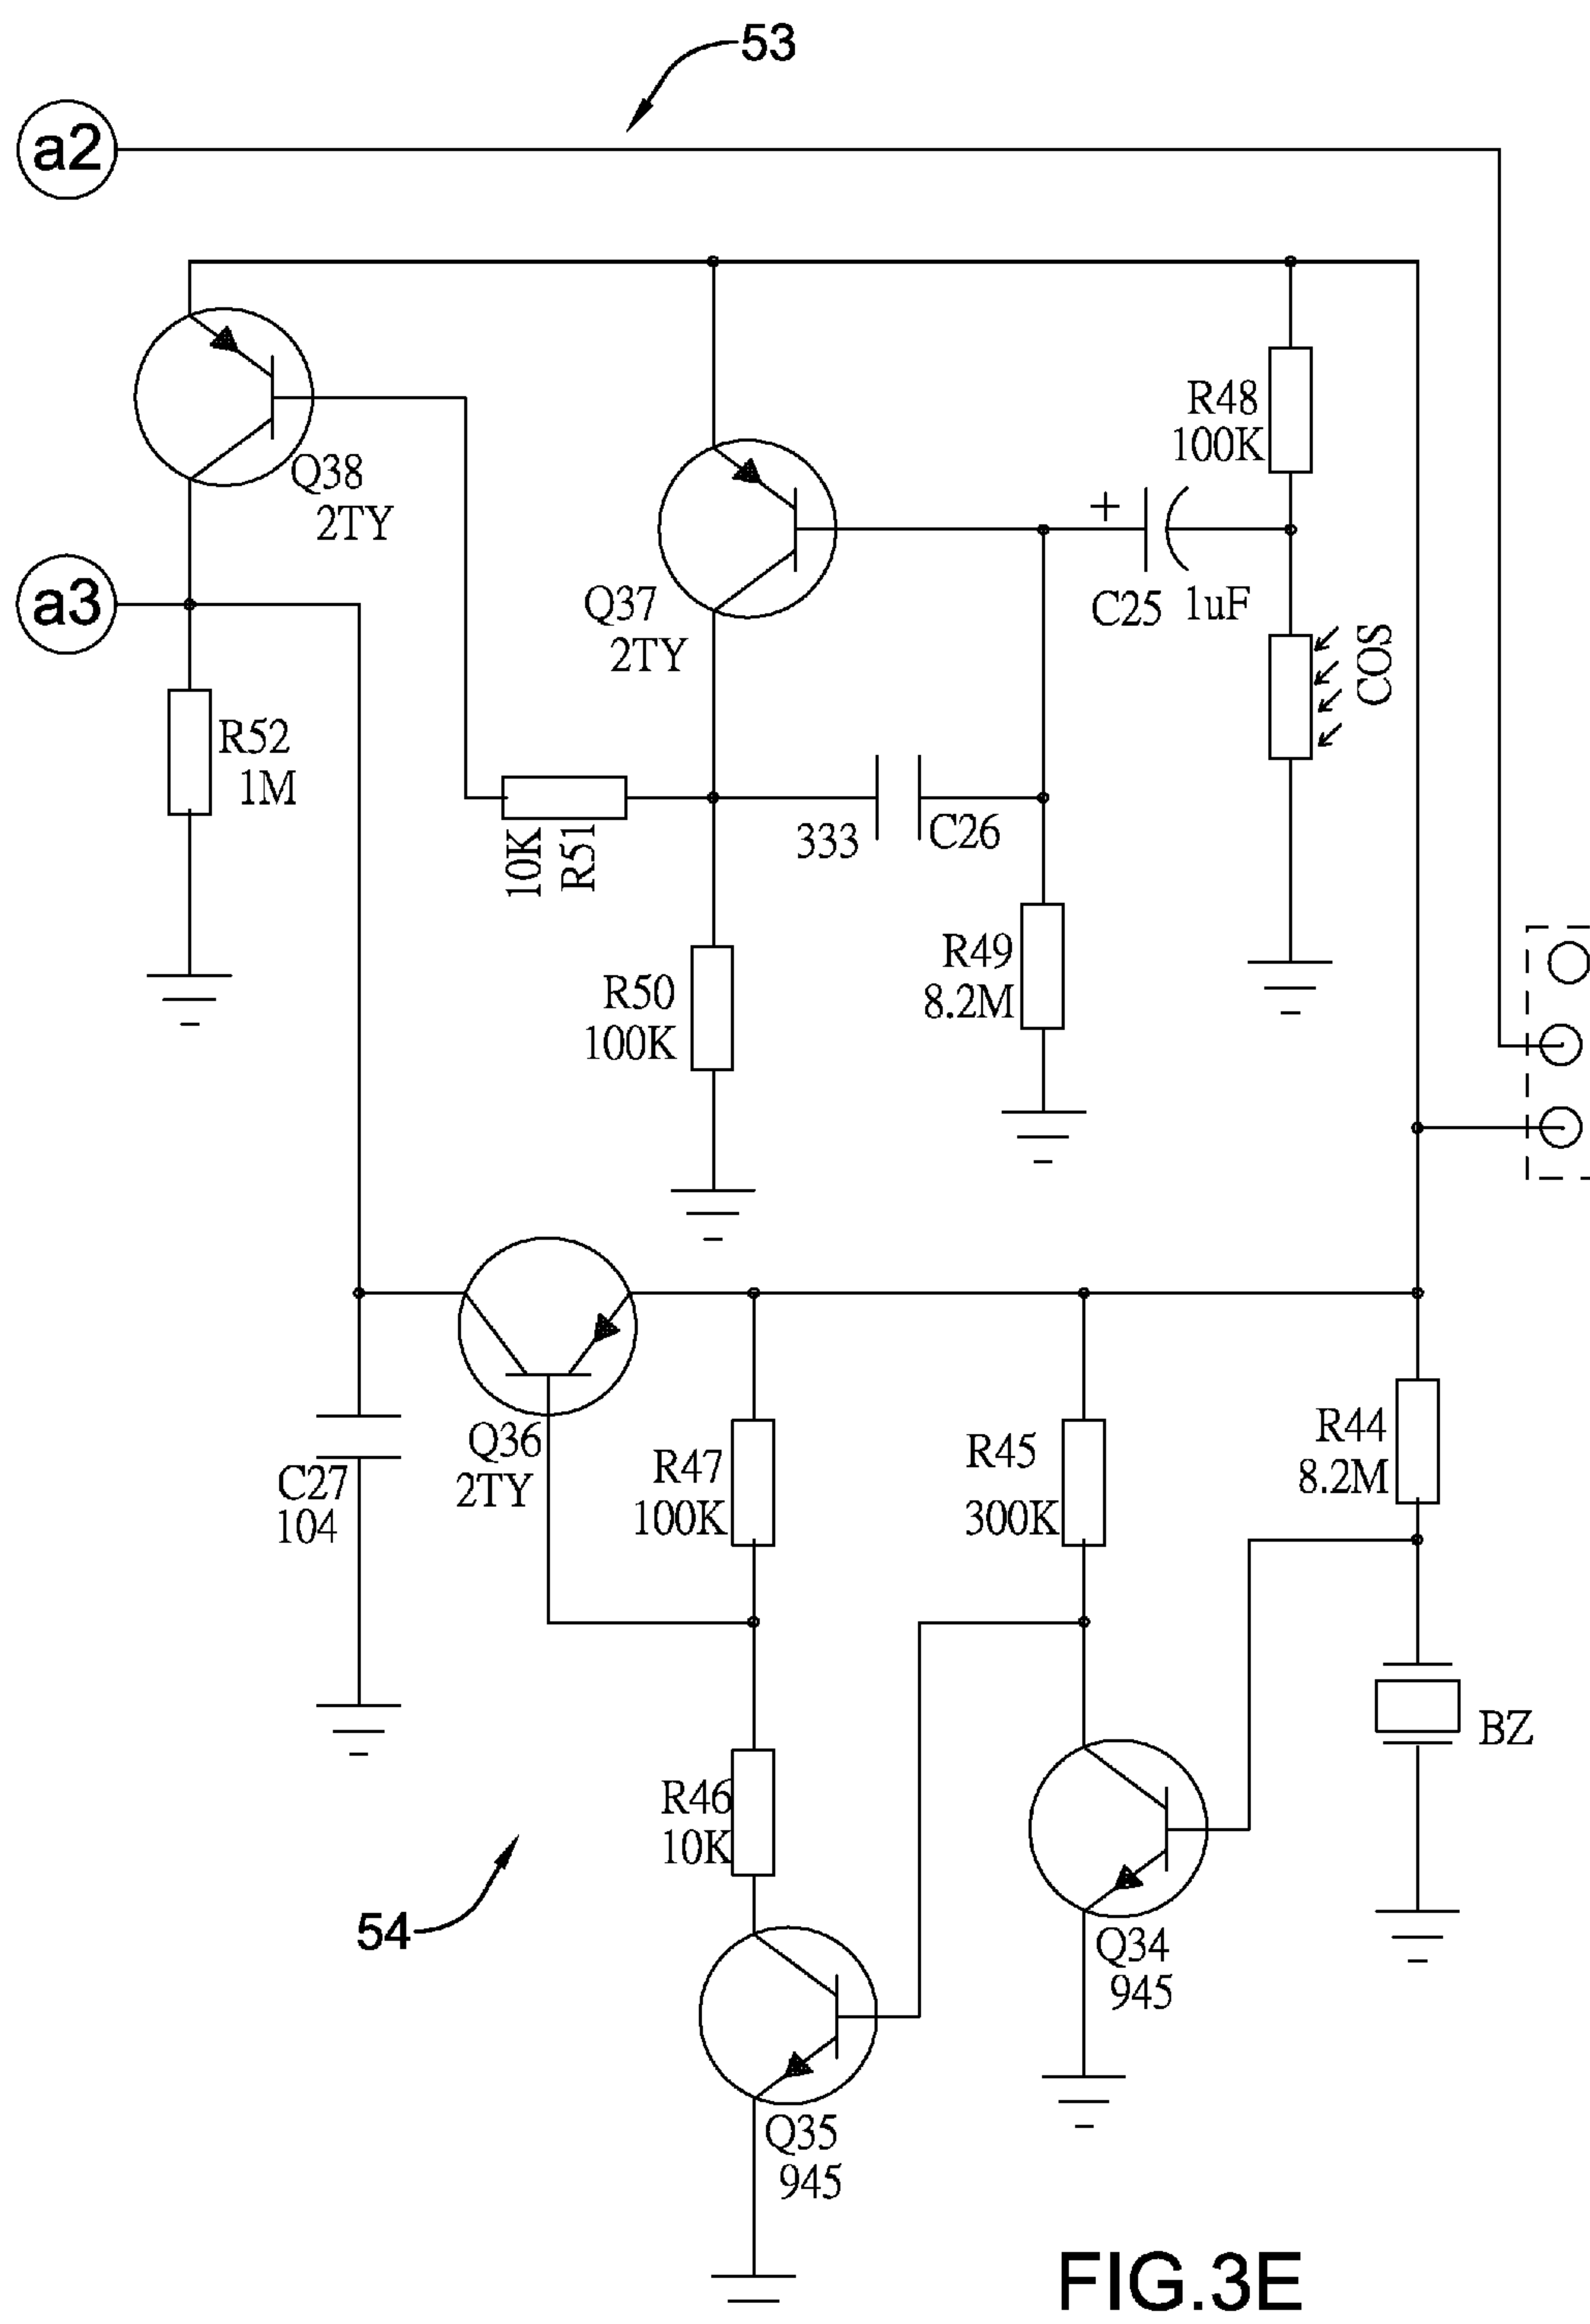 53
a2
Q38
2TY
R48
100K
+
C25 1uF
Q37
2TY
COS
a3
R52
1M
10K
R51
333
C26
R50
100K
R49
8.2M
Q36
2TY
C27
104
R47
100K
R45
300K
R44
8.2M
BZ
R46
10K
54
Q34
945
Q35
945
FIG.3E